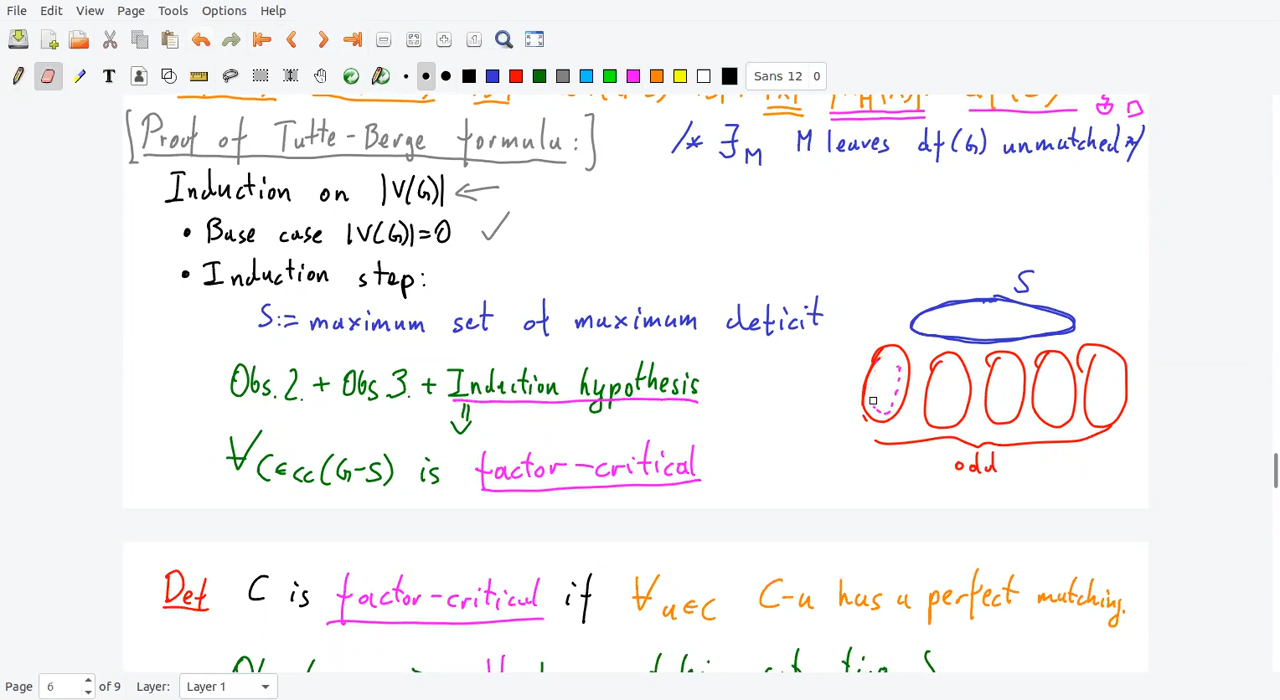 File Edit View Page Tools Options Help
Sans 12 0
[Proof of Tutte-Berge formula:]
/* ∃_M M leaves df(G) unmatched */
Induction on |V(G)| ←
• Base case |V(G)|=0 ✓
• Induction step:
S
S:= maximum set of maximum deficit
Obs. 2. + Obs 3. + Induction hypothesis
⇓
∀_{C∈cc(G-S)} is factor-critical
odd
Def C is factor-critical if ∀_{u∈C} C-u has a perfect matching.
Page 6 of 9 Layer: Layer 1